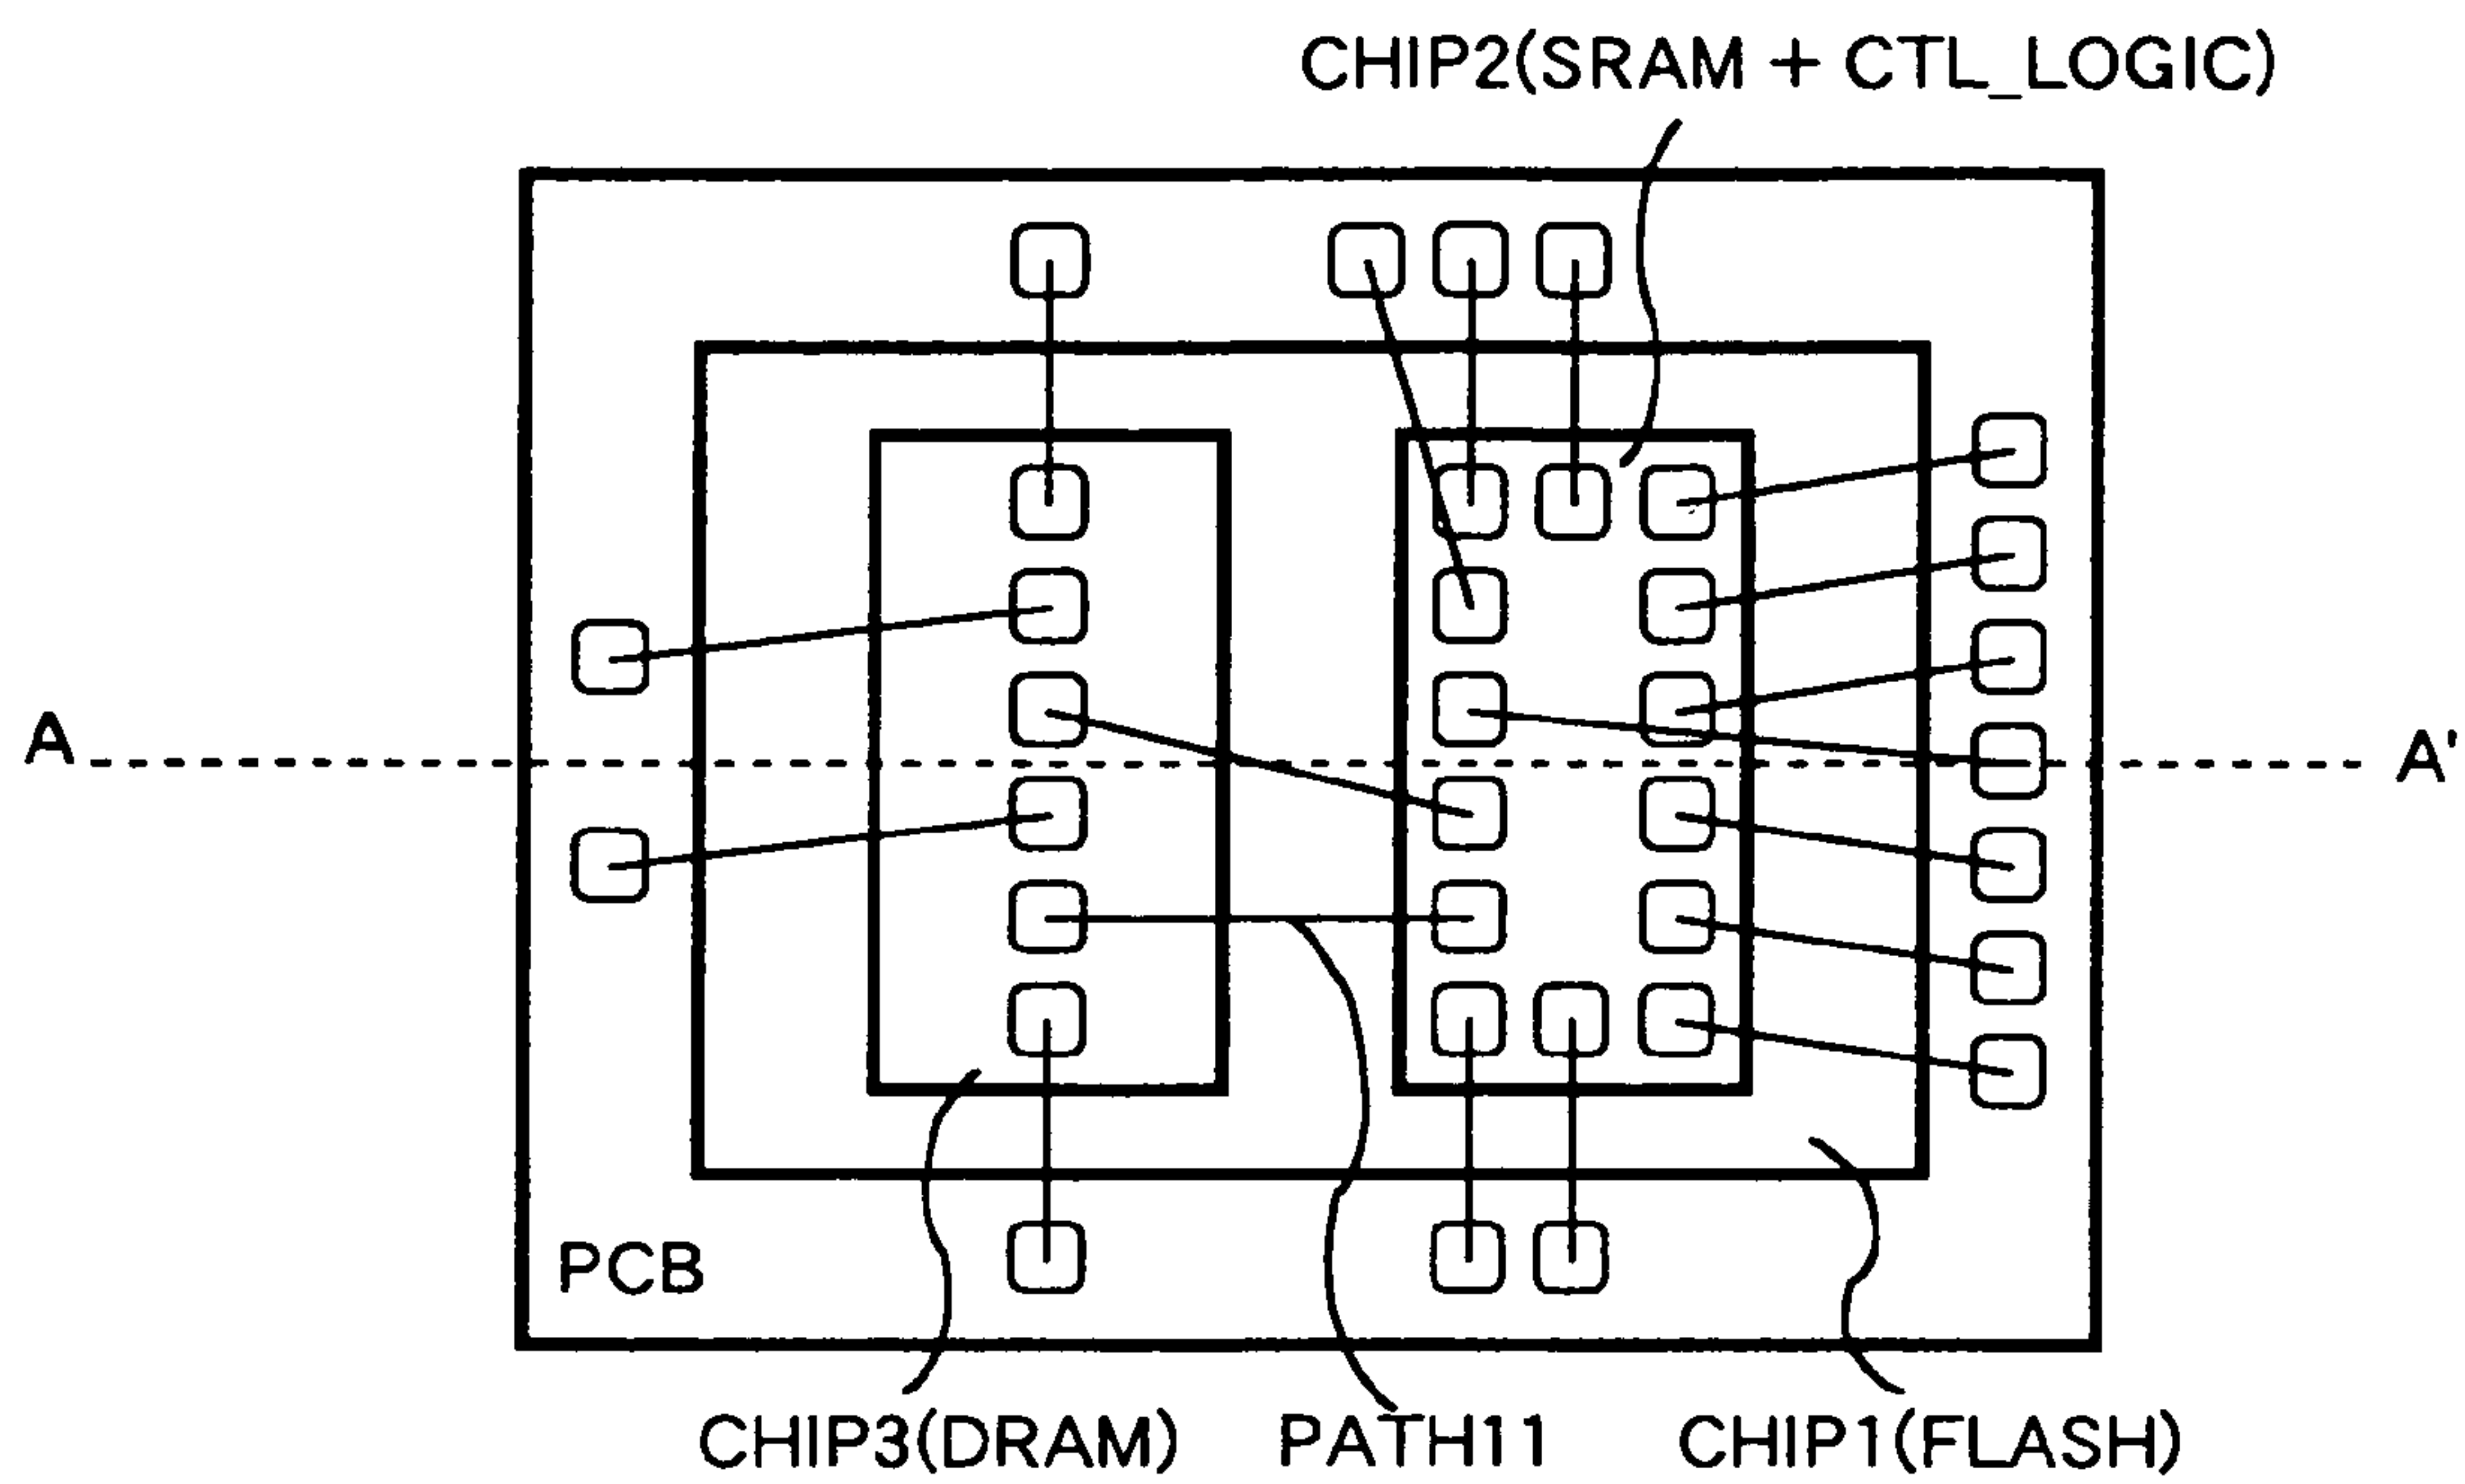 CHIP2(SRAM + CTL_LOGIC)
A
A'
PCB
CHIP3(DRAM)
PATH11
CHIP1(FLASH)